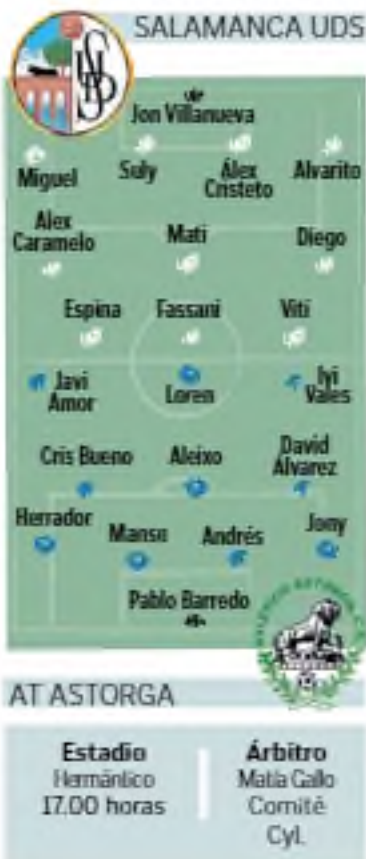 SALAMANCA UDS
Jon Villanueva
Miguel Suly Álex Cristeto Alvarito
Alex Caramelo Mati Diego
Espina Fassani Viti
Javi Amor Loren Iyi Vales
Cris Bueno Aleixo David Álvarez
Herrador Manso Andrés Jony
Pablo Barredo
AT ASTORGA
Estadio
Hermántico
17.00 horas
Árbitro
Matía Gallo
Comité
CyL.